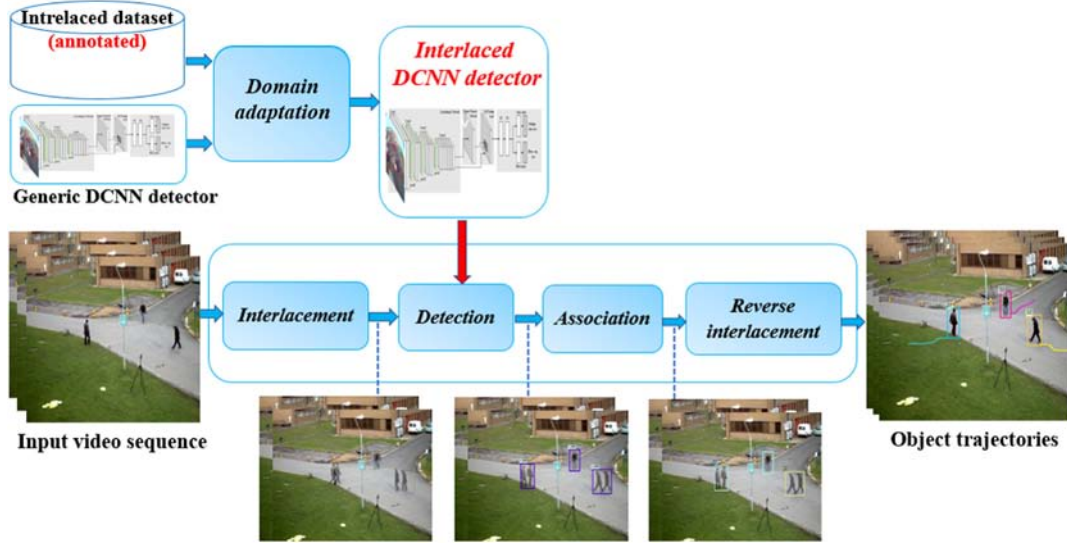 Intrelaced dataset
(annotated)
Domain
adaptation
Interlaced
DCNN detector
Generic DCNN detector
Interlacement
Detection
Association
Reverse
interlacement
Input video sequence
Object trajectories